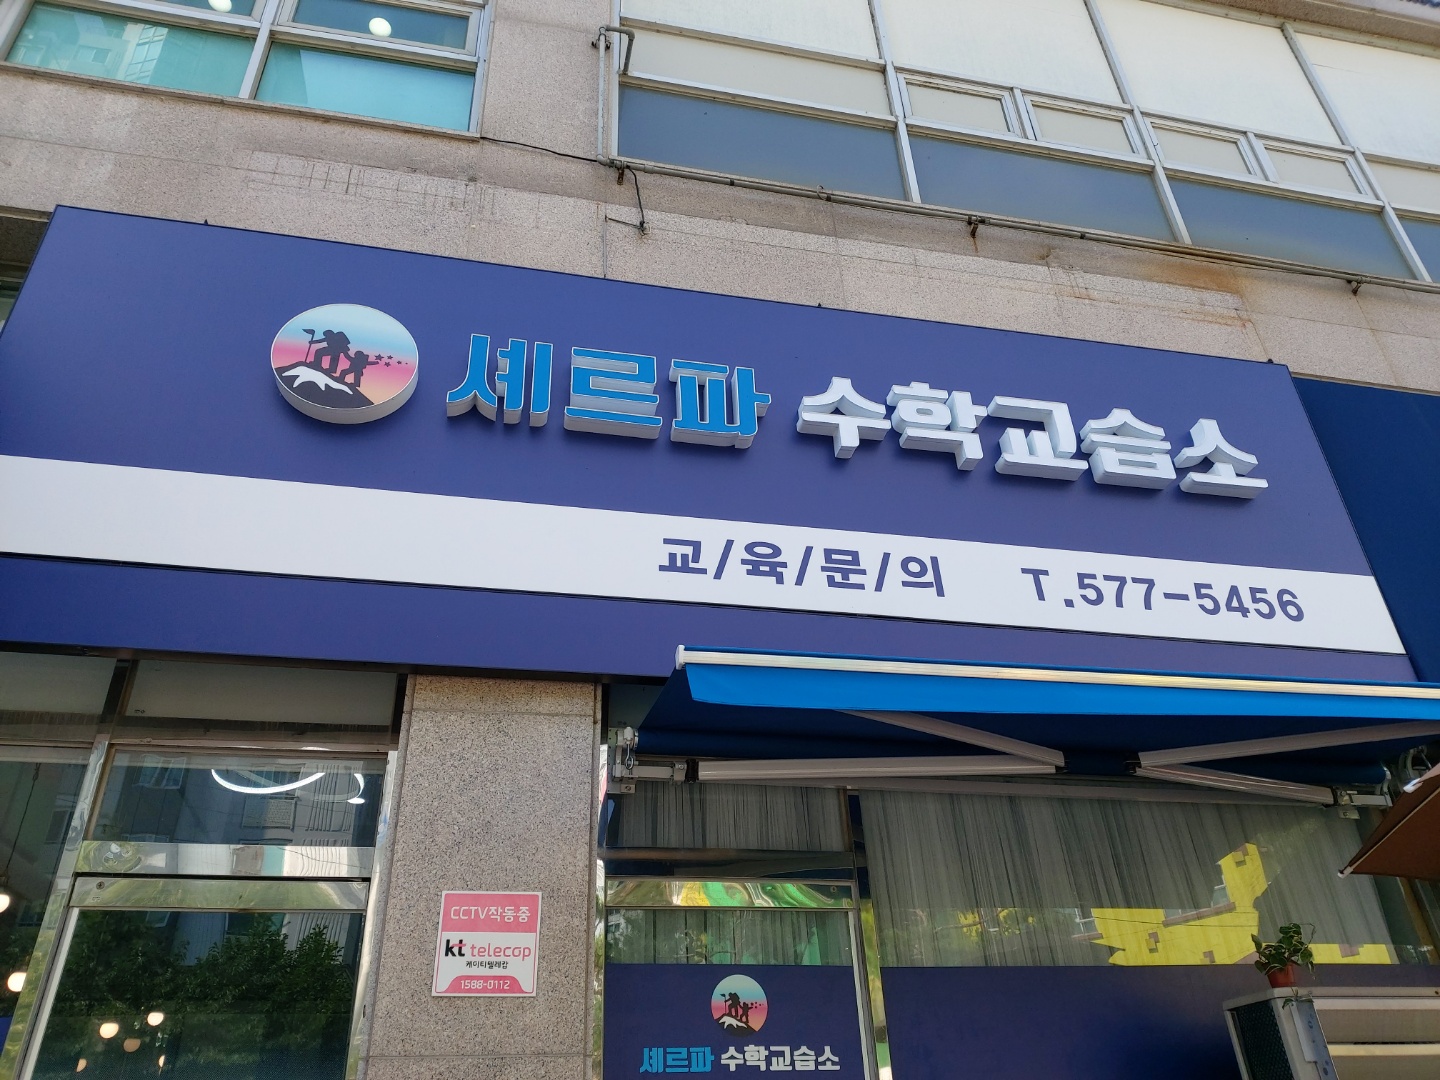 셰르파 수학교습소
교/육/문/의 T.577-5456
CCTV작동중
kt telecop
케이티텔레캅
1588-0112
셰르파 수학교습소